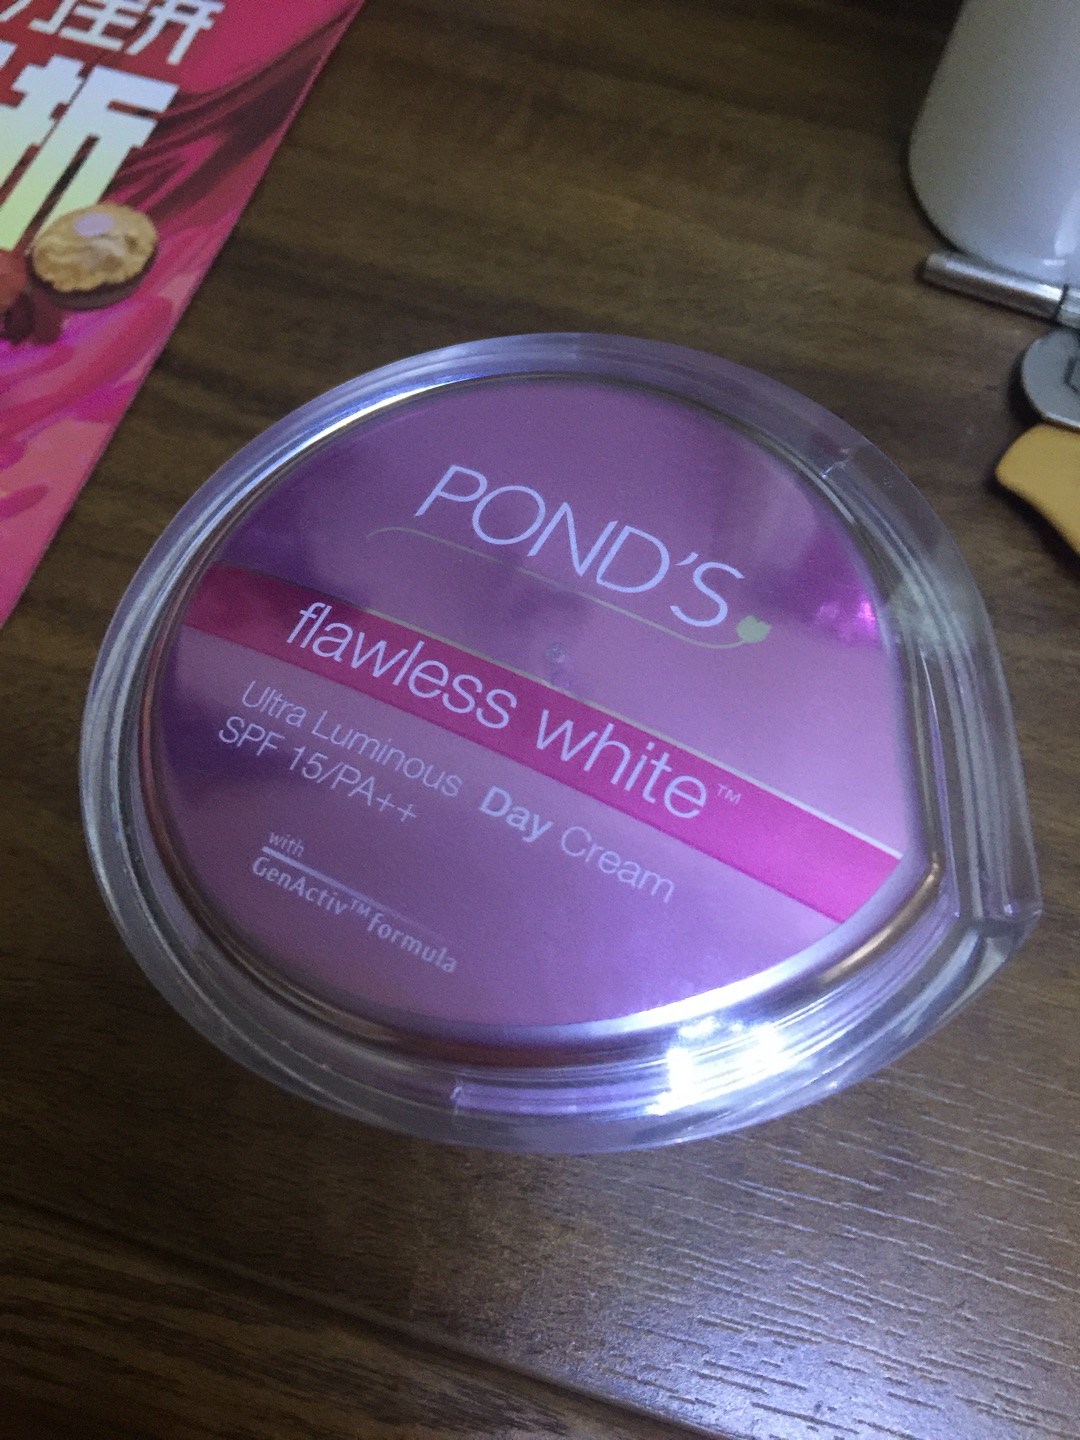 折
POND'S
flawless white™
Ultra Luminous Day Cream
SPF 15/PA++
with
GenActiv™ Formula